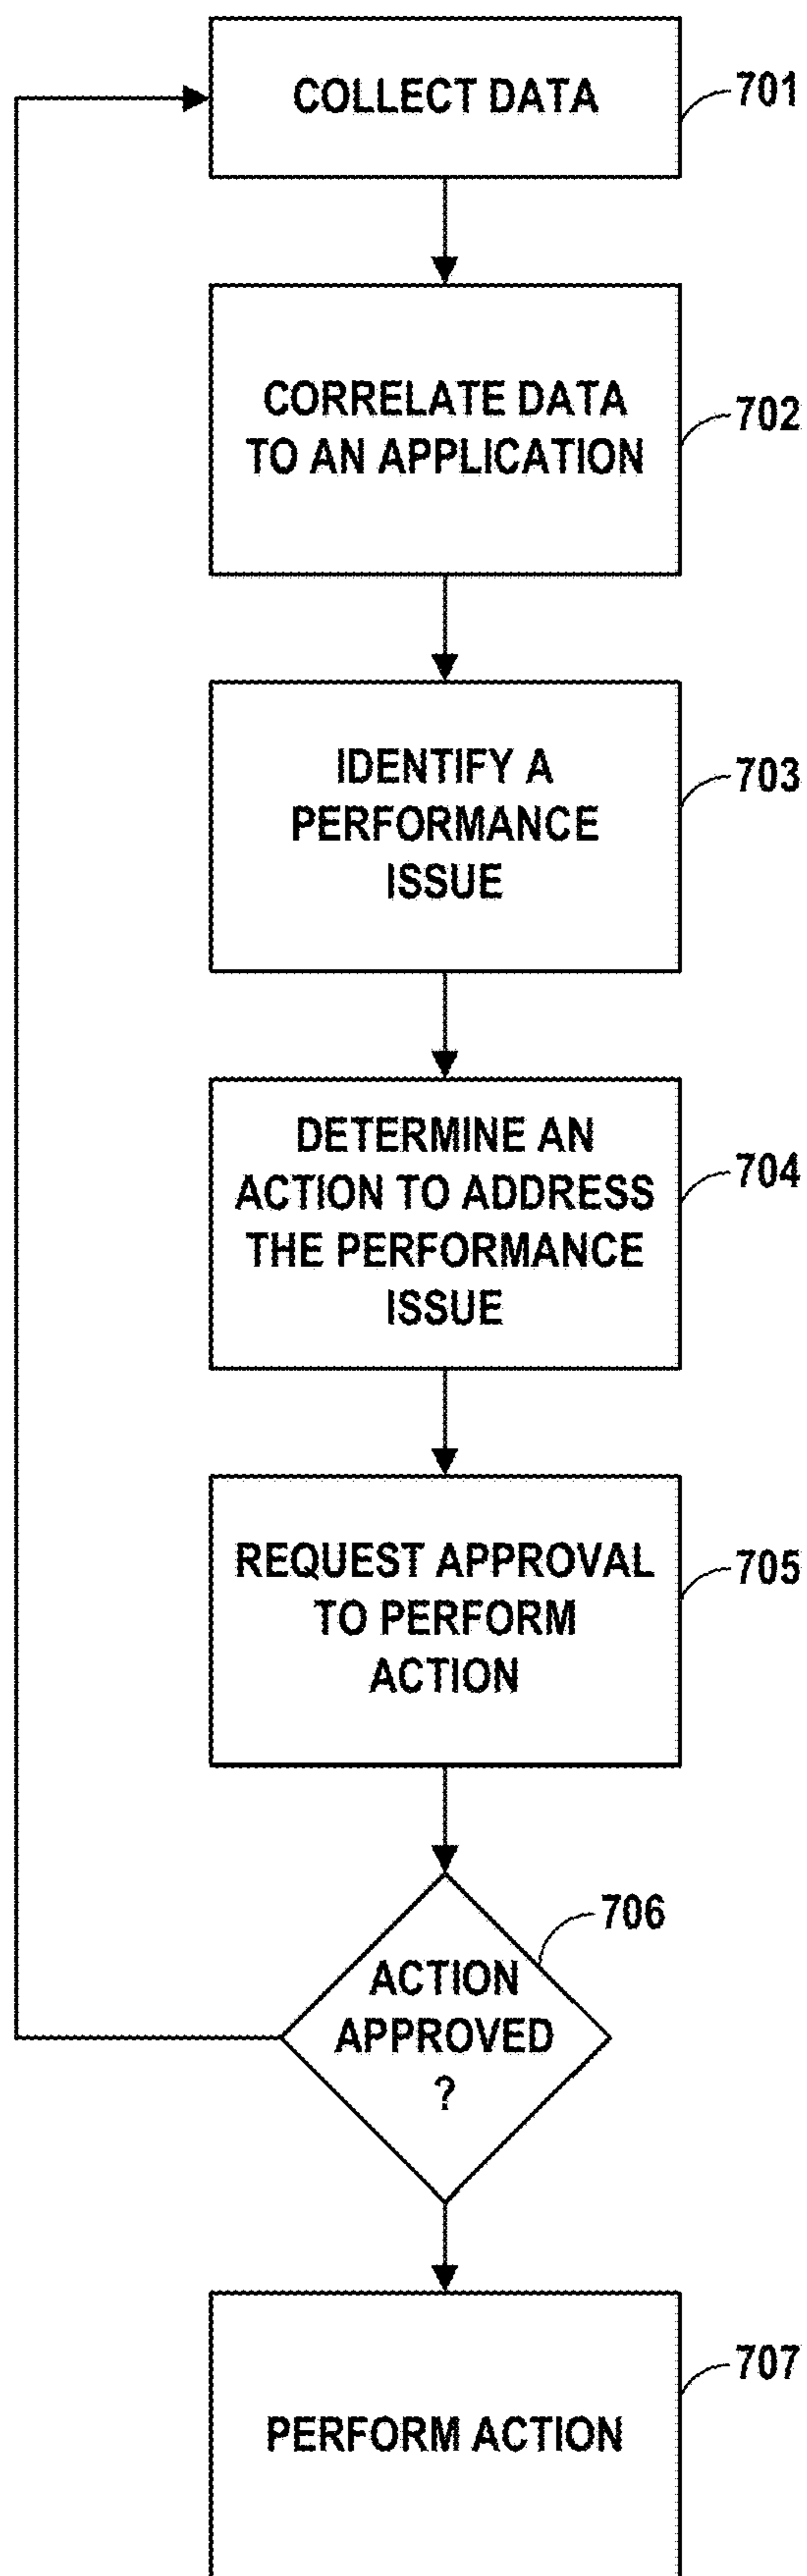 COLLECT DATA
701
CORRELATE DATA
TO AN APPLICATION
702
IDENTIFY A
PERFORMANCE
ISSUE
703
DETERMINE AN
ACTION TO ADDRESS
THE PERFORMANCE
ISSUE
704
REQUEST APPROVAL
TO PERFORM
ACTION
705
706
ACTION
APPROVED
?
PERFORM ACTION
707